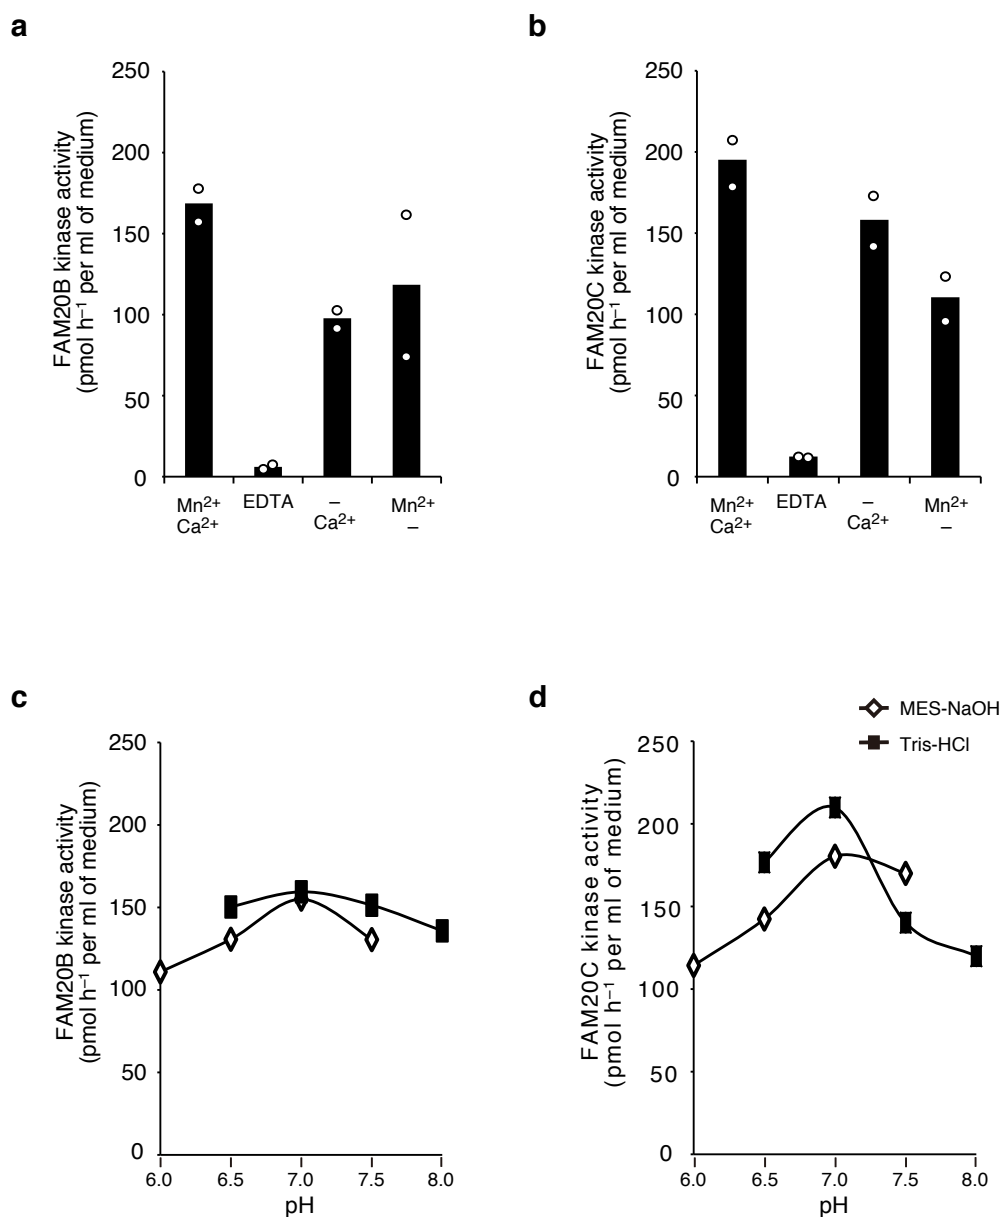 a
FAM20B kinase activity
(pmol h⁻¹ per ml of medium)
250
200
150
100
50
0
Mn²⁺
Ca²⁺
EDTA
–
Ca²⁺
Mn²⁺
–
b
FAM20C kinase activity
(pmol h⁻¹ per ml of medium)
250
200
150
100
50
0
Mn²⁺
Ca²⁺
EDTA
–
Ca²⁺
Mn²⁺
–
c
FAM20B kinase activity
(pmol h⁻¹ per ml of medium)
250
200
150
100
50
0
6.0 6.5 7.0 7.5 8.0
pH
d
MES-NaOH
Tris-HCl
FAM20C kinase activity
(pmol h⁻¹ per ml of medium)
250
200
150
100
50
0
6.0 6.5 7.0 7.5 8.0
pH